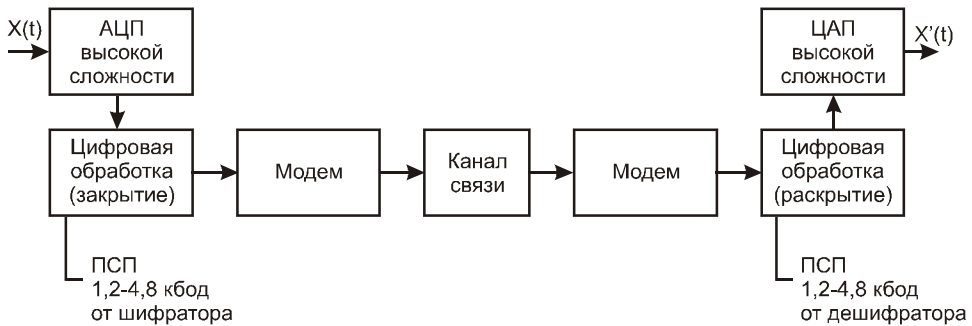 X(t)
АЦП
высокой
сложности
ЦАП
высокой
сложности
X'(t)
Цифровая
обработка
(закрытие)
Модем
Канал
связи
Модем
Цифровая
обработка
(раскрытие)
ПСП
1,2-4,8 кбод
от шифратора
ПСП
1,2-4,8 кбод
от дешифратора